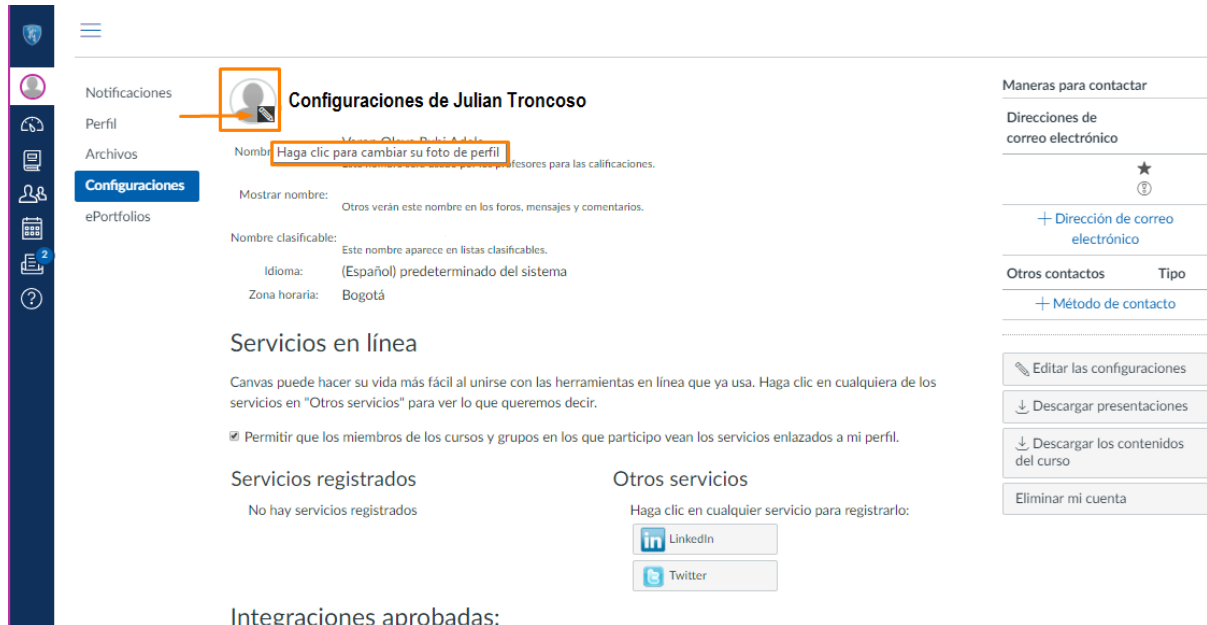 Notificaciones
Perfil
Archivos
Configuraciones
ePortfolios
2
Configuraciones de Julian Troncoso
Haga clic para cambiar su foto de perfil
profesores para las calificaciones.
Mostrar nombre:
Otros verán este nombre en los foros, mensajes y comentarios.
Nombre clasificable:
Este nombre aparece en listas clasificables.
Idioma: (Español) predeterminado del sistema
Zona horaria: Bogotá
Servicios en línea
Canvas puede hacer su vida más fácil al unirse con las herramientas en línea que ya usa. Haga clic en cualquiera de los
servicios en "Otros servicios" para ver lo que queremos decir.
Permitir que los miembros de los cursos y grupos en los que participo vean los servicios enlazados a mi perfil.
Servicios registrados
No hay servicios registrados
Otros servicios
Haga clic en cualquier servicio para registrarlo:
LinkedIn
Twitter
Integraciones aprobadas:
Maneras para contactar
Direcciones de
correo electrónico
+ Dirección de correo
electrónico
Otros contactos Tipo
+ Método de contacto
Editar las configuraciones
Descargar presentaciones
Descargar los contenidos
del curso
Eliminar mi cuenta